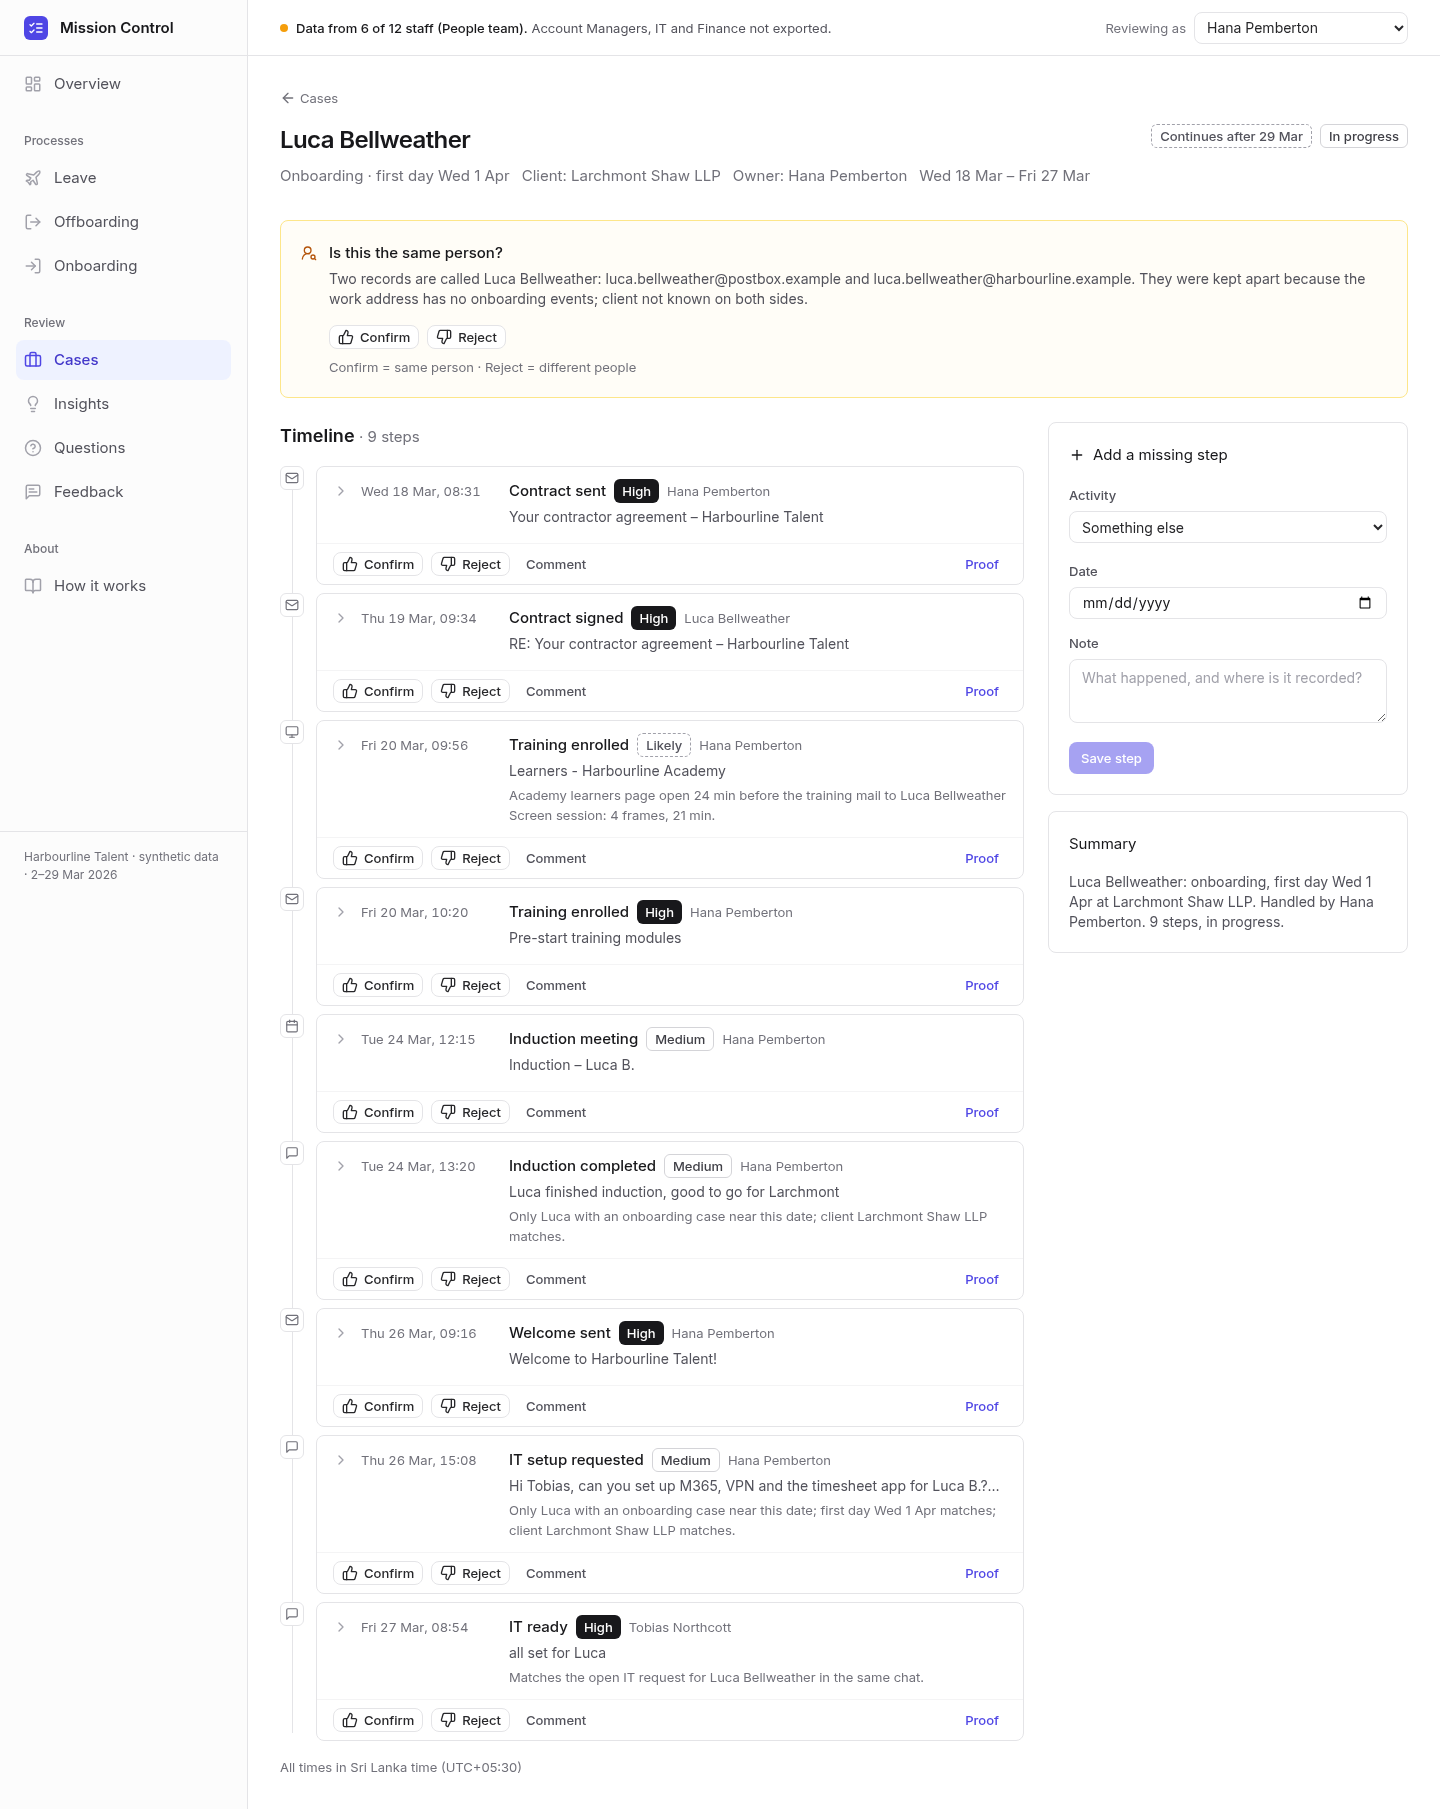 Mission Control
Data from 6 of 12 staff (People team). Account Managers, IT and Finance not exported.
Reviewing as
Hana Pemberton
Overview
Processes
Leave
Offboarding
Onboarding
Review
Cases
Insights
Questions
Feedback
About
How it works
Harbourline Talent · synthetic data
· 2–29 Mar 2026
Cases
Luca Bellweather
Continues after 29 Mar
In progress
Onboarding · first day Wed 1 Apr Client: Larchmont Shaw LLP Owner: Hana Pemberton Wed 18 Mar – Fri 27 Mar
Is this the same person?
Two records are called Luca Bellweather: luca.bellweather@postbox.example and luca.bellweather@harbourline.example. They were kept apart because the
work address has no onboarding events; client not known on both sides.
Confirm Reject
Confirm = same person · Reject = different people
Timeline · 9 steps
Wed 18 Mar, 08:31 Contract sent High Hana Pemberton
Your contractor agreement – Harbourline Talent
Confirm Reject Comment Proof
Thu 19 Mar, 09:34 Contract signed High Luca Bellweather
RE: Your contractor agreement – Harbourline Talent
Confirm Reject Comment Proof
Fri 20 Mar, 09:56 Training enrolled Likely Hana Pemberton
Learners - Harbourline Academy
Academy learners page open 24 min before the training mail to Luca Bellweather
Screen session: 4 frames, 21 min.
Confirm Reject Comment Proof
Fri 20 Mar, 10:20 Training enrolled High Hana Pemberton
Pre-start training modules
Confirm Reject Comment Proof
Tue 24 Mar, 12:15 Induction meeting Medium Hana Pemberton
Induction – Luca B.
Confirm Reject Comment Proof
Tue 24 Mar, 13:20 Induction completed Medium Hana Pemberton
Luca finished induction, good to go for Larchmont
Only Luca with an onboarding case near this date; client Larchmont Shaw LLP
matches.
Confirm Reject Comment Proof
Thu 26 Mar, 09:16 Welcome sent High Hana Pemberton
Welcome to Harbourline Talent!
Confirm Reject Comment Proof
Thu 26 Mar, 15:08 IT setup requested Medium Hana Pemberton
Hi Tobias, can you set up M365, VPN and the timesheet app for Luca B.?...
Only Luca with an onboarding case near this date; first day Wed 1 Apr matches;
client Larchmont Shaw LLP matches.
Confirm Reject Comment Proof
Fri 27 Mar, 08:54 IT ready High Tobias Northcott
all set for Luca
Matches the open IT request for Luca Bellweather in the same chat.
Confirm Reject Comment Proof
All times in Sri Lanka time (UTC+05:30)
Add a missing step
Activity
Something else
Date
mm/dd/yyyy
Note
What happened, and where is it recorded?
Save step
Summary
Luca Bellweather: onboarding, first day Wed 1
Apr at Larchmont Shaw LLP. Handled by Hana
Pemberton. 9 steps, in progress.